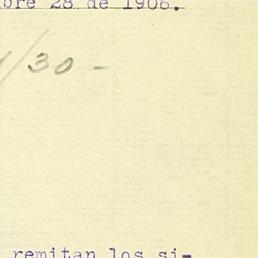 bre 28 de 1906.
/30 -
remitan los si-